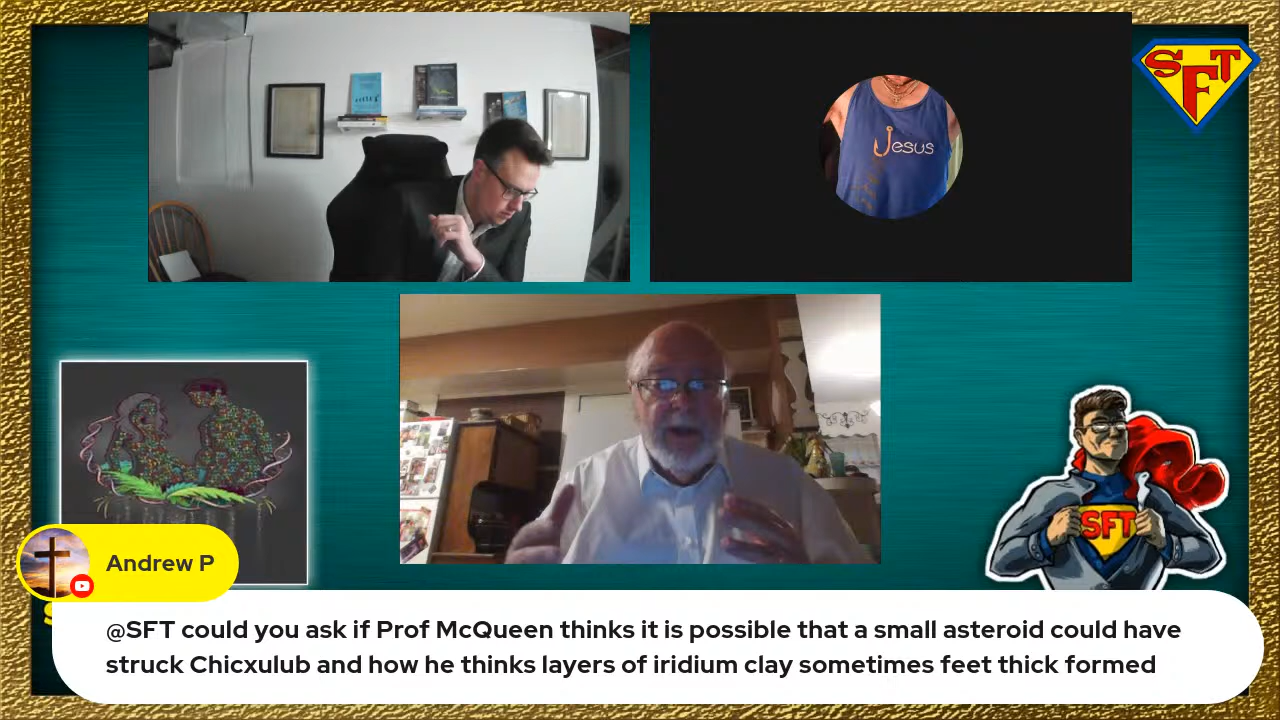 SFT
Jesus
SFT
Andrew P
@SFT could you ask if Prof McQueen thinks it is possible that a small asteroid could have
struck Chicxulub and how he thinks layers of iridium clay sometimes feet thick formed